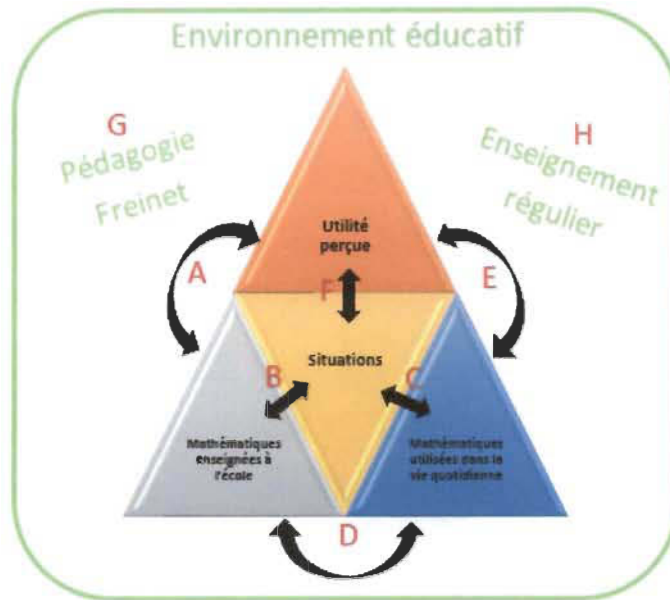 Environnement éducatif
G
Pédagogie
Freinet
H
Enseignement
régulier
Utilité
perçue
A
F
E
Situations
B
C
Mathématiques
enseignées à
l'école
Mathématiques
utilisées dans la
vie quotidienne
D